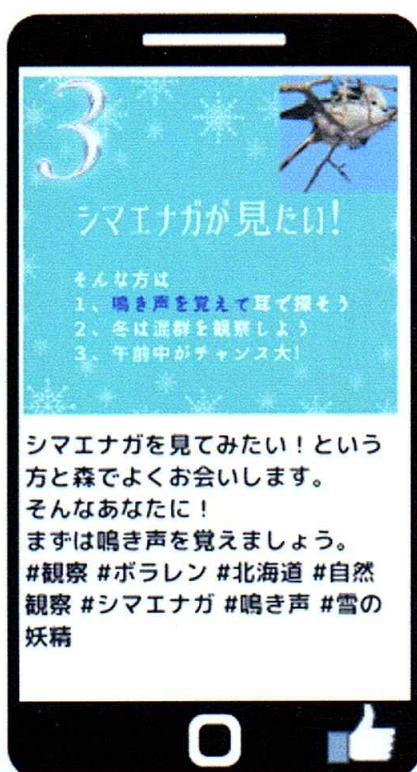 3
シマエナガが見たい!
そんな方は
1、鳴き声を覚えて耳で探そう
2、冬は混群を観察しよう
3、午前中がチャンス大!
シマエナガを見てみたい！という
方と森でよくお会いします。
そんなあなたに！
まずは鳴き声を覚えましょう。
#観察 #ボラレン #北海道 #自然
観察 #シマエナガ #鳴き声 #雪の
妖精